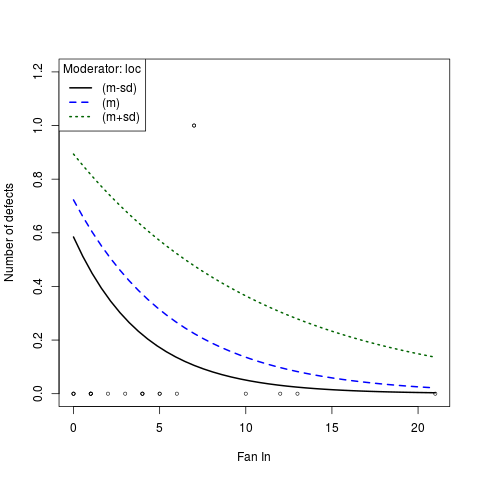 Moderator: loc
(m-sd)
(m)
(m+sd)
Number of defects
1.2
1.0
0.8
0.6
0.4
0.2
0.0
0 5 10 15 20
Fan In